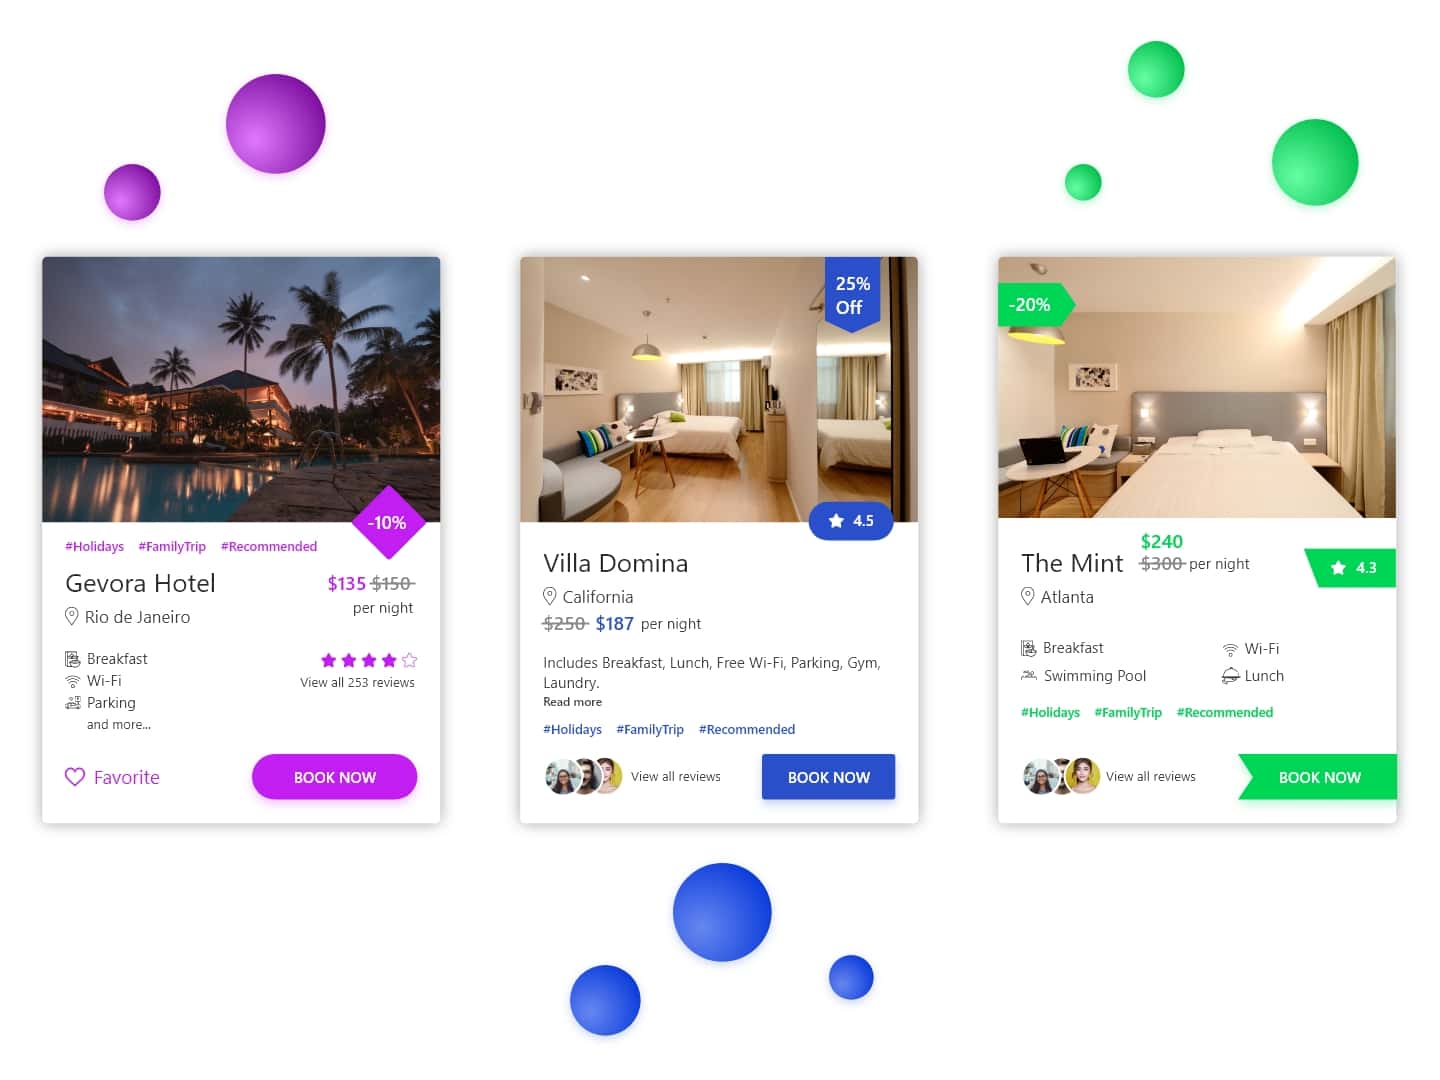 -10%
#Holidays #FamilyTrip #Recommended
Gevora Hotel
$135 $150
per night
Rio de Janeiro
Breakfast
Wi-Fi
Parking
and more...
View all 253 reviews
Favorite
BOOK NOW
25%
Off
4.5
Villa Domina
California
$250 $187 per night
Includes Breakfast, Lunch, Free Wi-Fi, Parking, Gym,
Laundry.
Read more
#Holidays #FamilyTrip #Recommended
View all reviews
BOOK NOW
-20%
$240
The Mint $300 per night
4.3
Atlanta
Breakfast
Wi-Fi
Swimming Pool
Lunch
#Holidays #FamilyTrip #Recommended
View all reviews
BOOK NOW